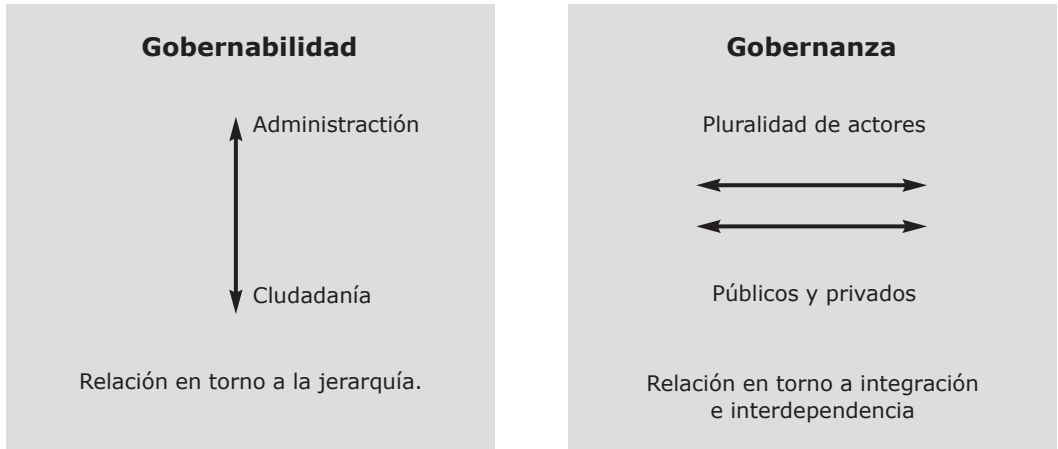 Gobernabilidad
Administractión
Cludadanía
Relación en torno a la jerarquía.
Gobernanza
Pluralidad de actores
Públicos y privados
Relación en torno a integración
e interdependencia